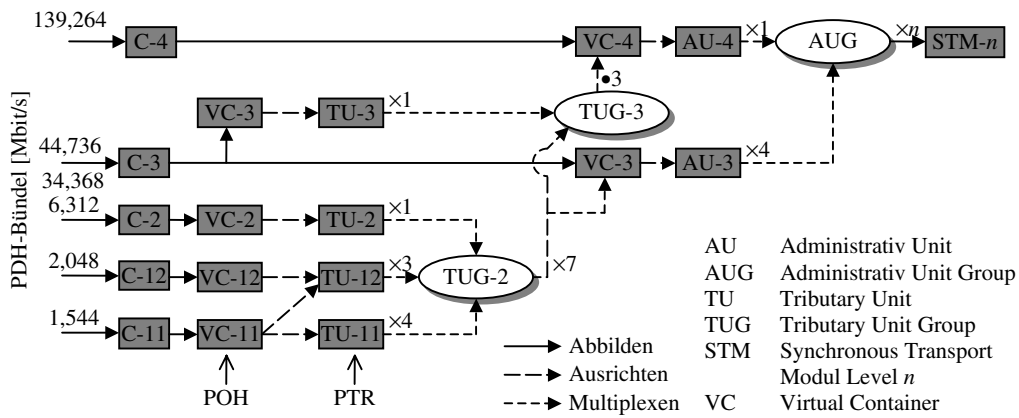 139,264
C-4
VC-4
AU-4
×1
AUG
×n
STM-n
•3
VC-3
TU-3
×1
TUG-3
PDH-Bündel [Mbit/s]
44,736
C-3
34,368
VC-3
AU-3
×4
6,312
C-2
VC-2
TU-2
×1
2,048
C-12
VC-12
TU-12
×3
TUG-2
×7
1,544
C-11
VC-11
TU-11
×4
POH
PTR
Abbilden
Ausrichten
Multiplexen
AU Administrativ Unit
AUG Administrativ Unit Group
TU Tributary Unit
TUG Tributary Unit Group
STM Synchronous Transport
Modul Level n
VC Virtual Container